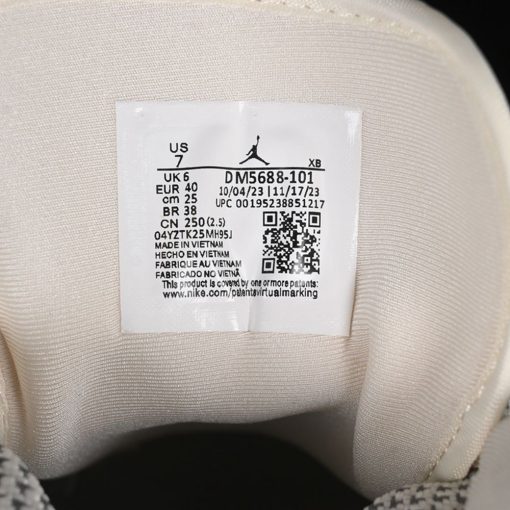 US
7
XB
UK 6
EUR 40
cm 25
BR 38
CN 250 (2.5)
DM5688-101
10/04/23 | 11/17/23
UPC 00195238851217
04YZTK25MH95J
MADE IN VIETNAM
HECHO EN VIETNAM
FABRIQUE AU VIETNAM
FABRICADO NO VIETNÃ
This product is covered by one or more patents:
www.nike.com/patentsvirtualmarking